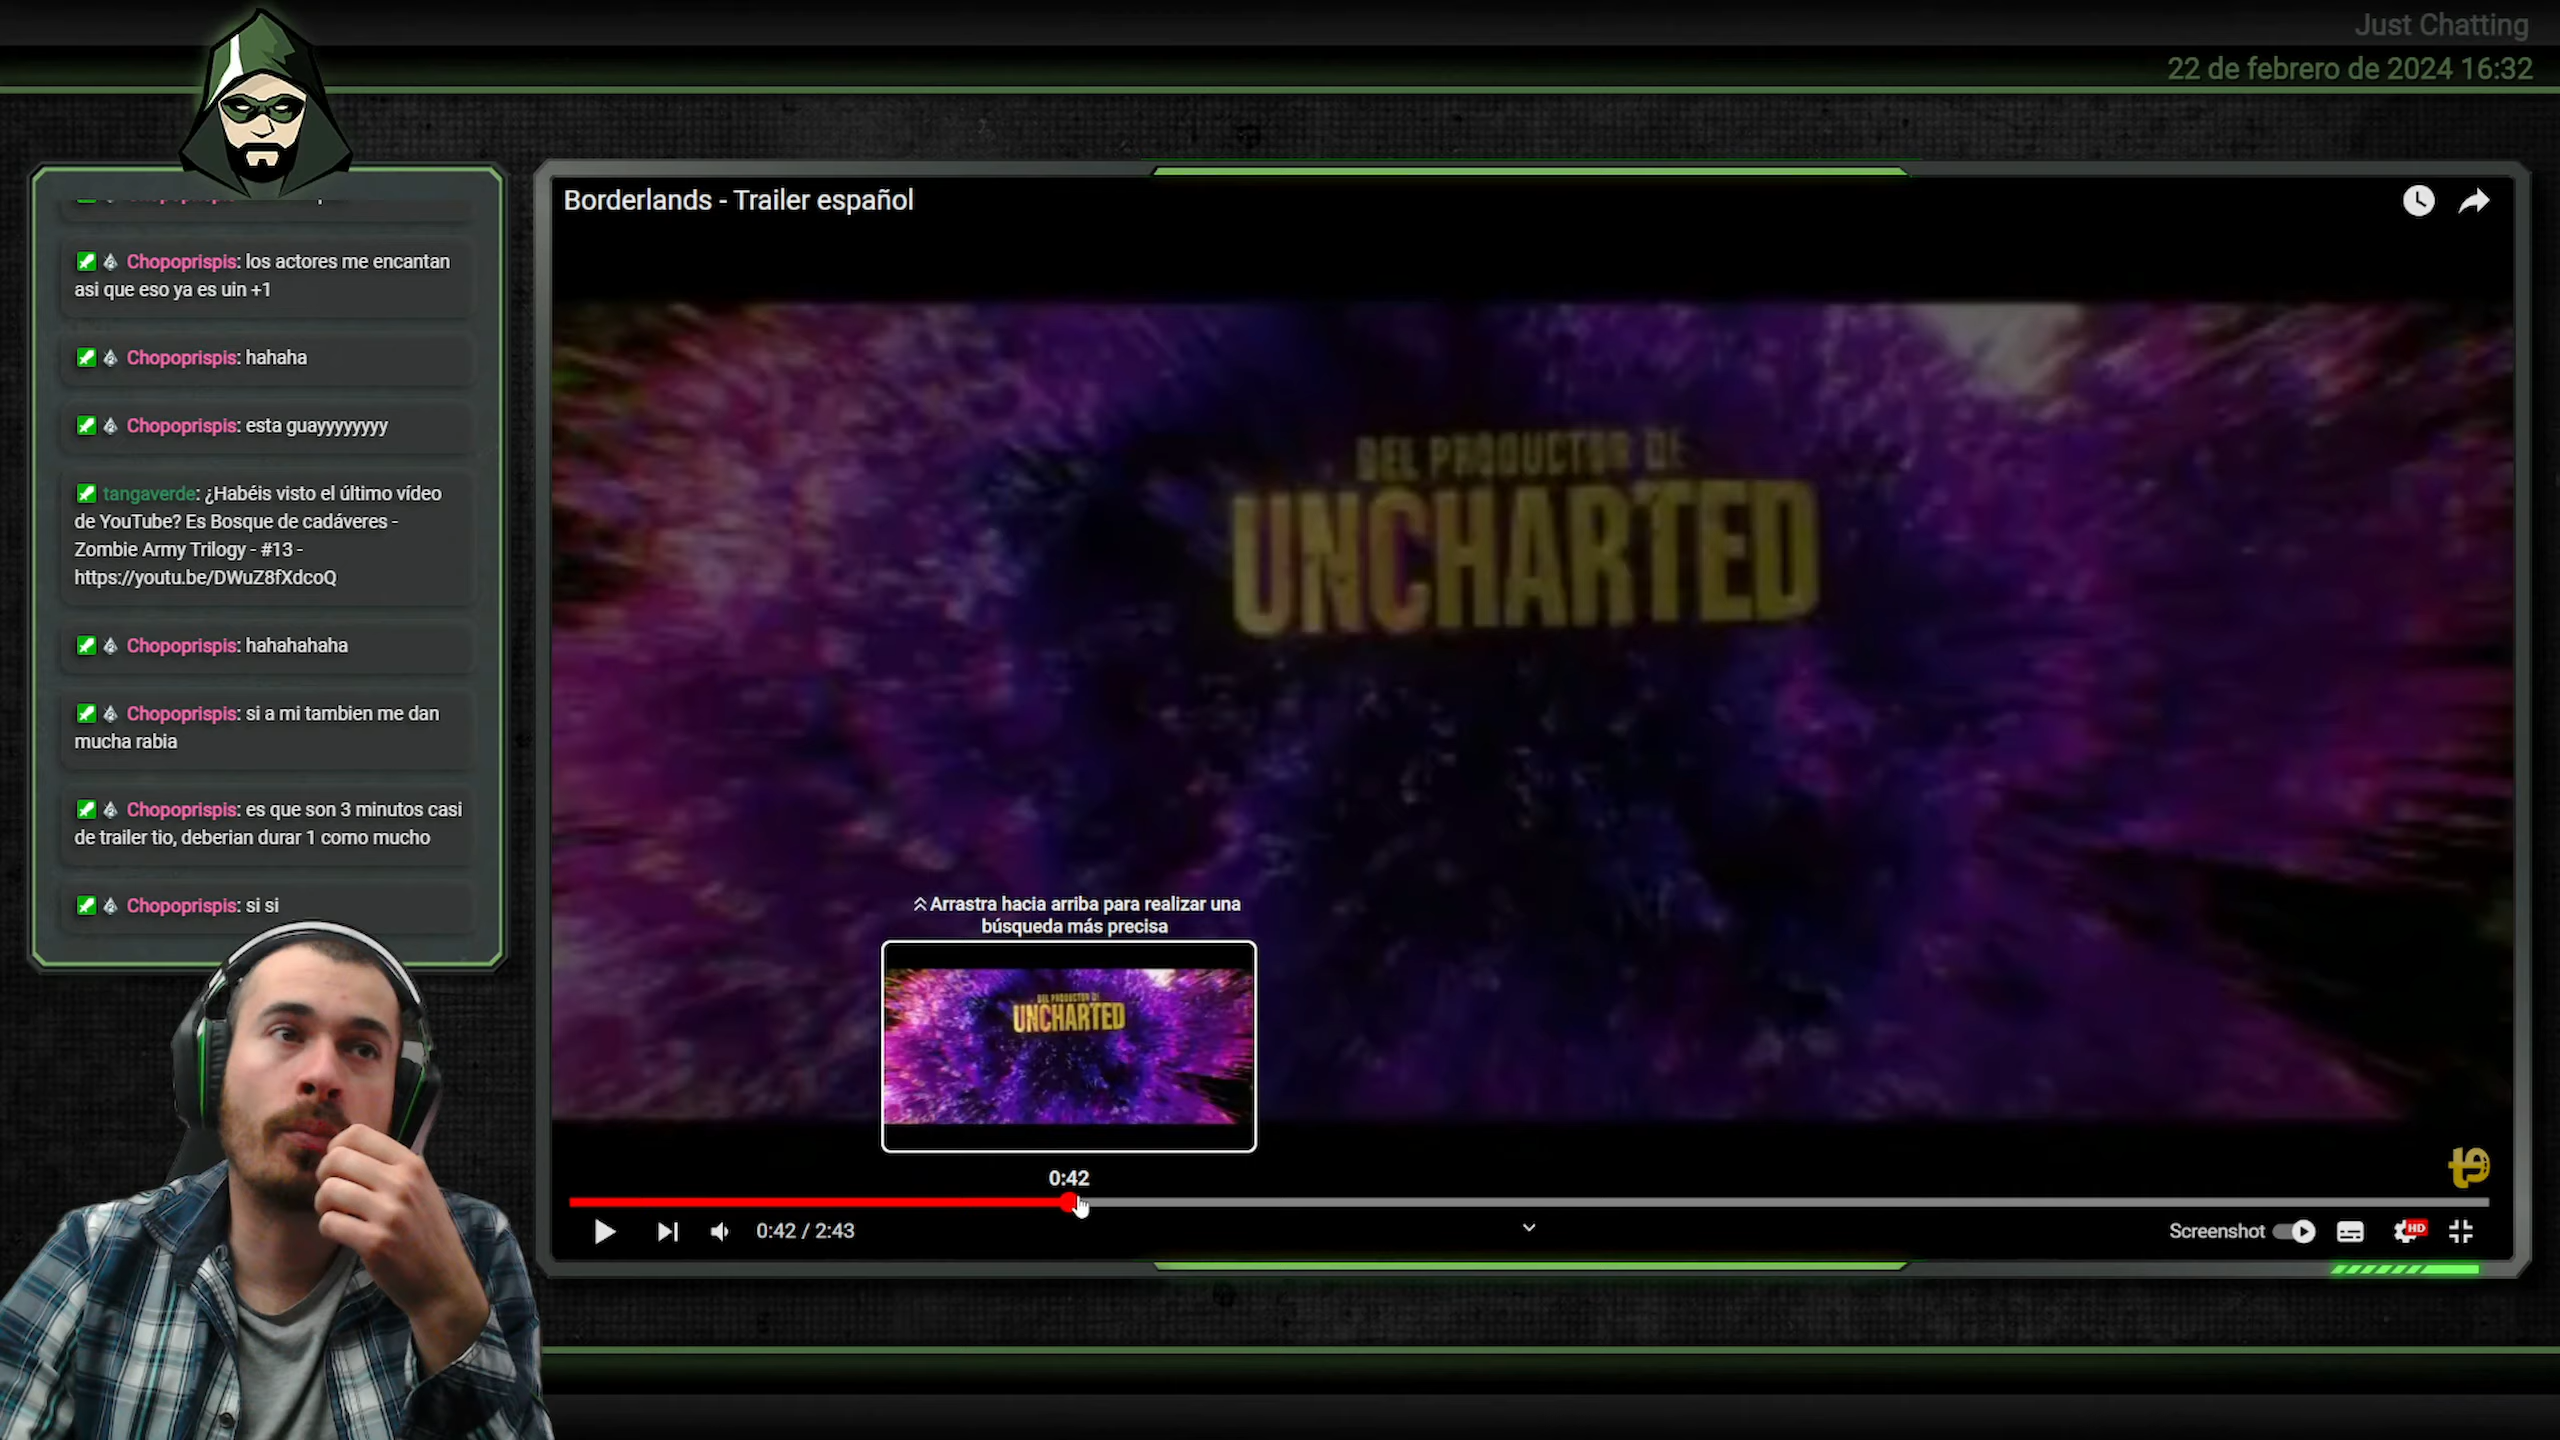 Just Chatting
22 de febrero de 2024 16:32
Chopoprispis: los actores me encantan
asi que eso ya es uin +1
Chopoprispis: hahaha
Chopoprispis: esta guayyyyyyyy
tangaverde: ¿Habéis visto el último vídeo
de YouTube? Es Bosque de cadáveres -
Zombie Army Trilogy - #13 -
https://youtu.be/DWuZ8fXdcoQ
Chopoprispis: hahahahaha
Chopoprispis: si a mi tambien me dan
mucha rabia
Chopoprispis: es que son 3 minutos casi
de trailer tio, deberian durar 1 como mucho
Chopoprispis: si si
Borderlands - Trailer español
DEL PRODUCTOR DE
UNCHARTED
Arrastra hacia arriba para realizar una
búsqueda más precisa
DEL PRODUCTOR DE
UNCHARTED
0:42
0:42 / 2:43
Screenshot
HD